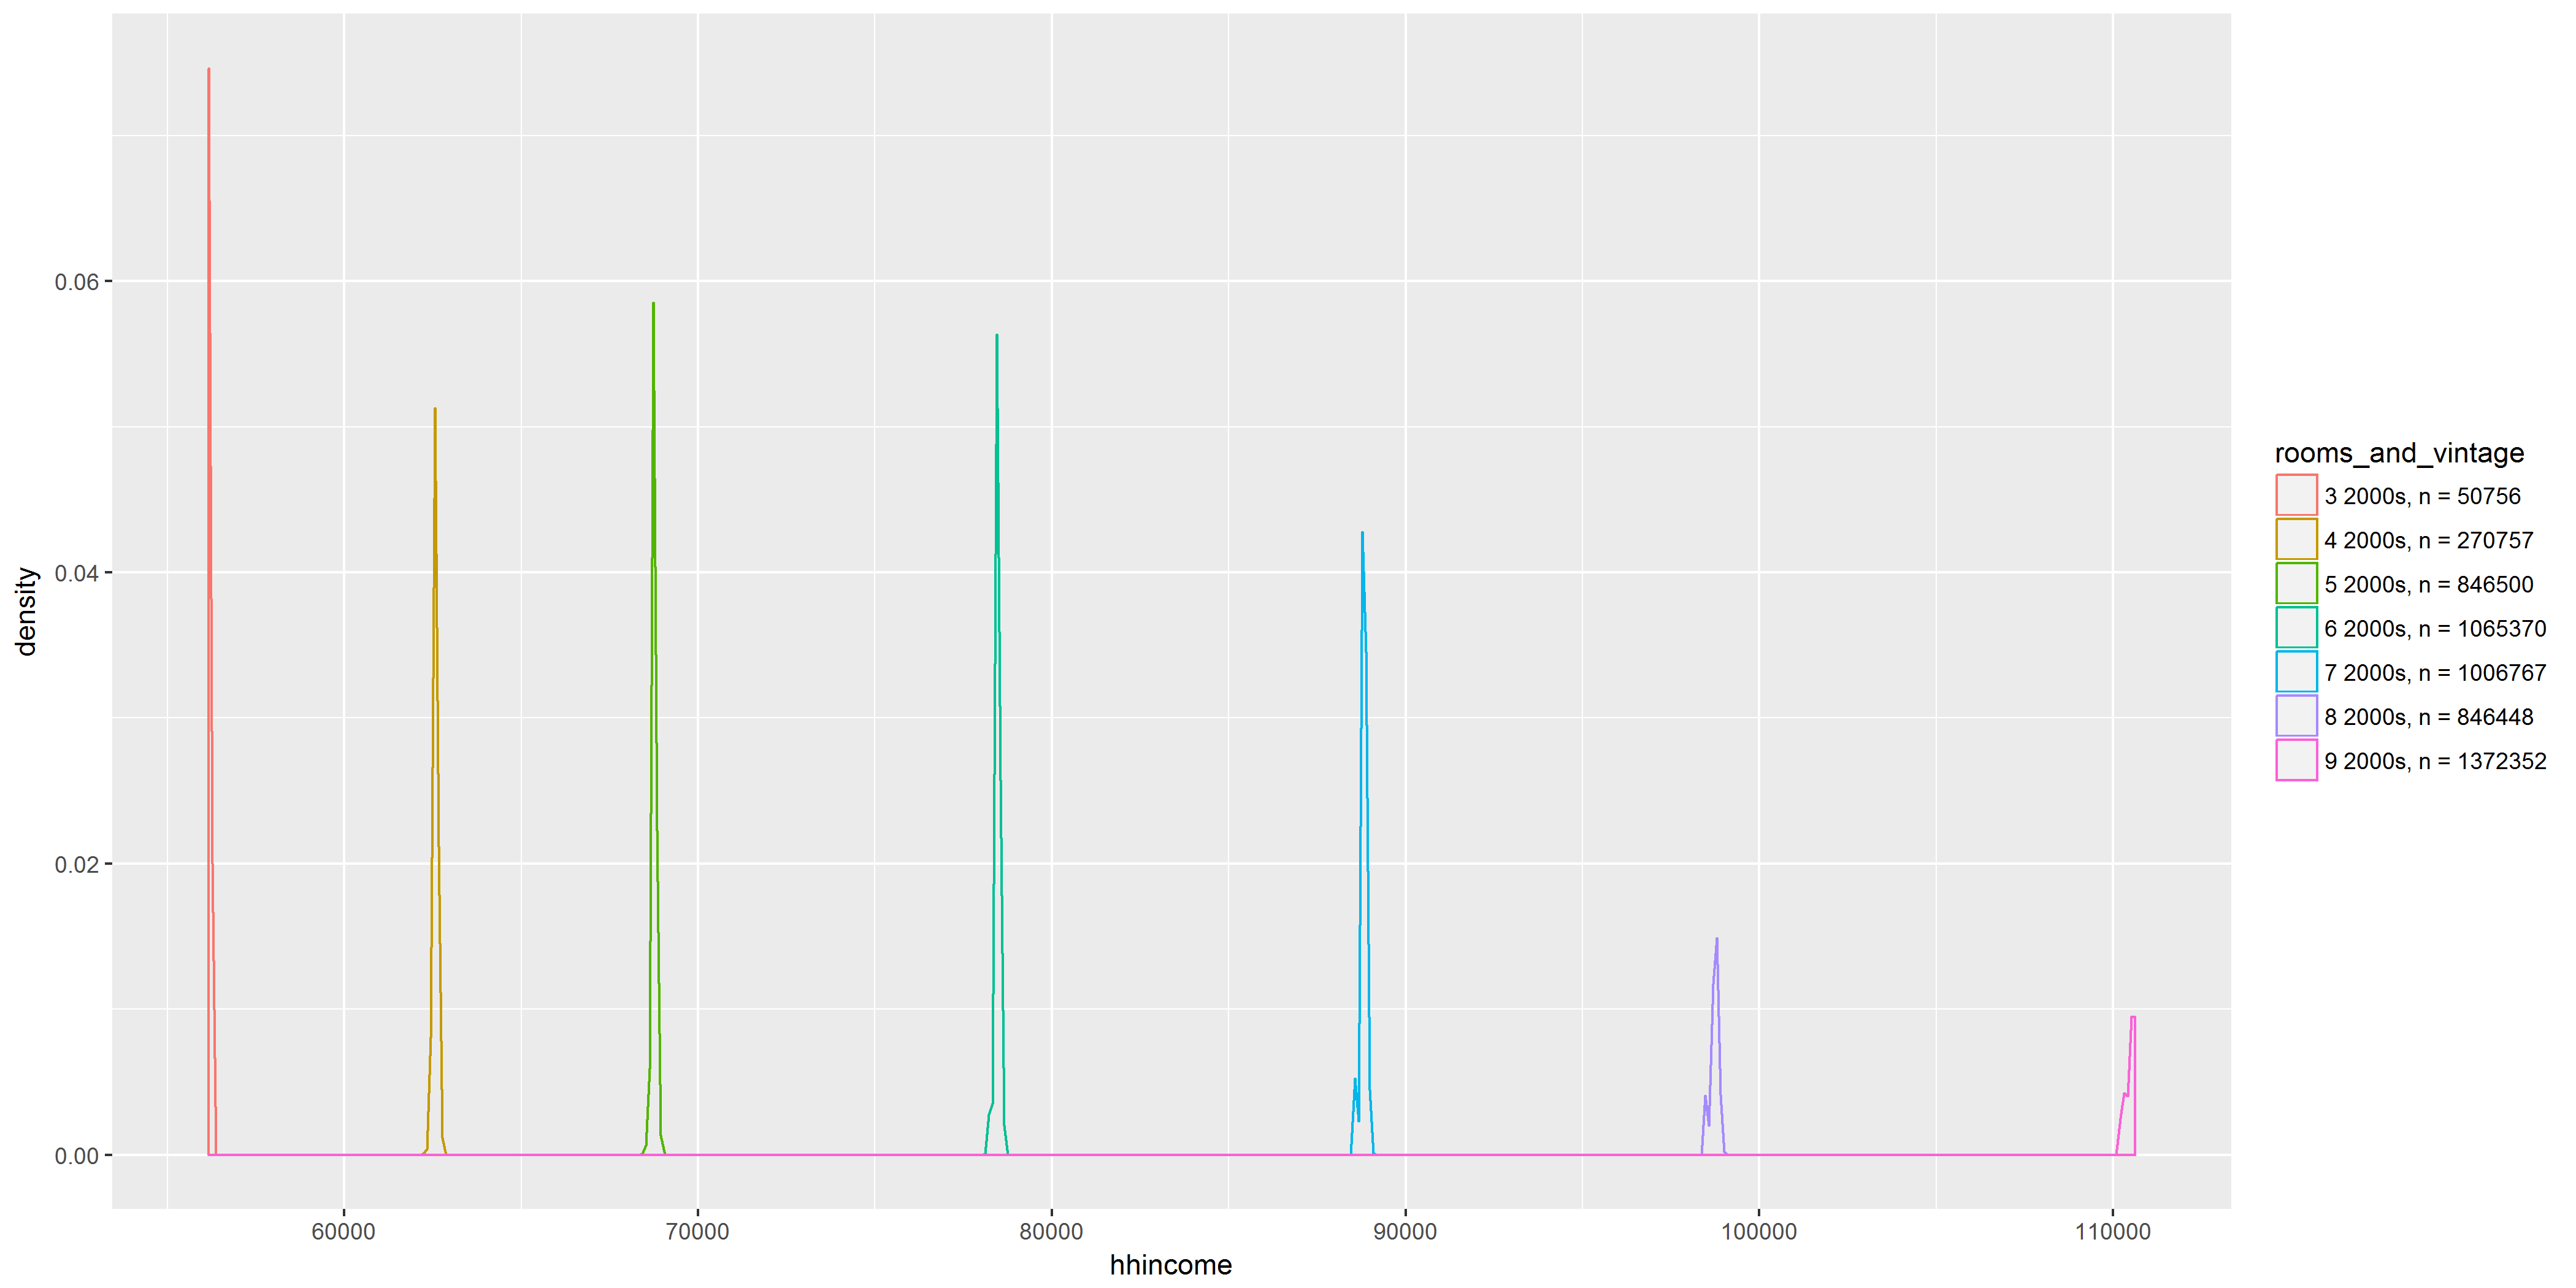 density
0.06
0.04
0.02
0.00
60000 70000 80000 90000 100000 110000
hhincome
rooms_and_vintage
3 2000s, n = 50756
4 2000s, n = 270757
5 2000s, n = 846500
6 2000s, n = 1065370
7 2000s, n = 1006767
8 2000s, n = 846448
9 2000s, n = 1372352